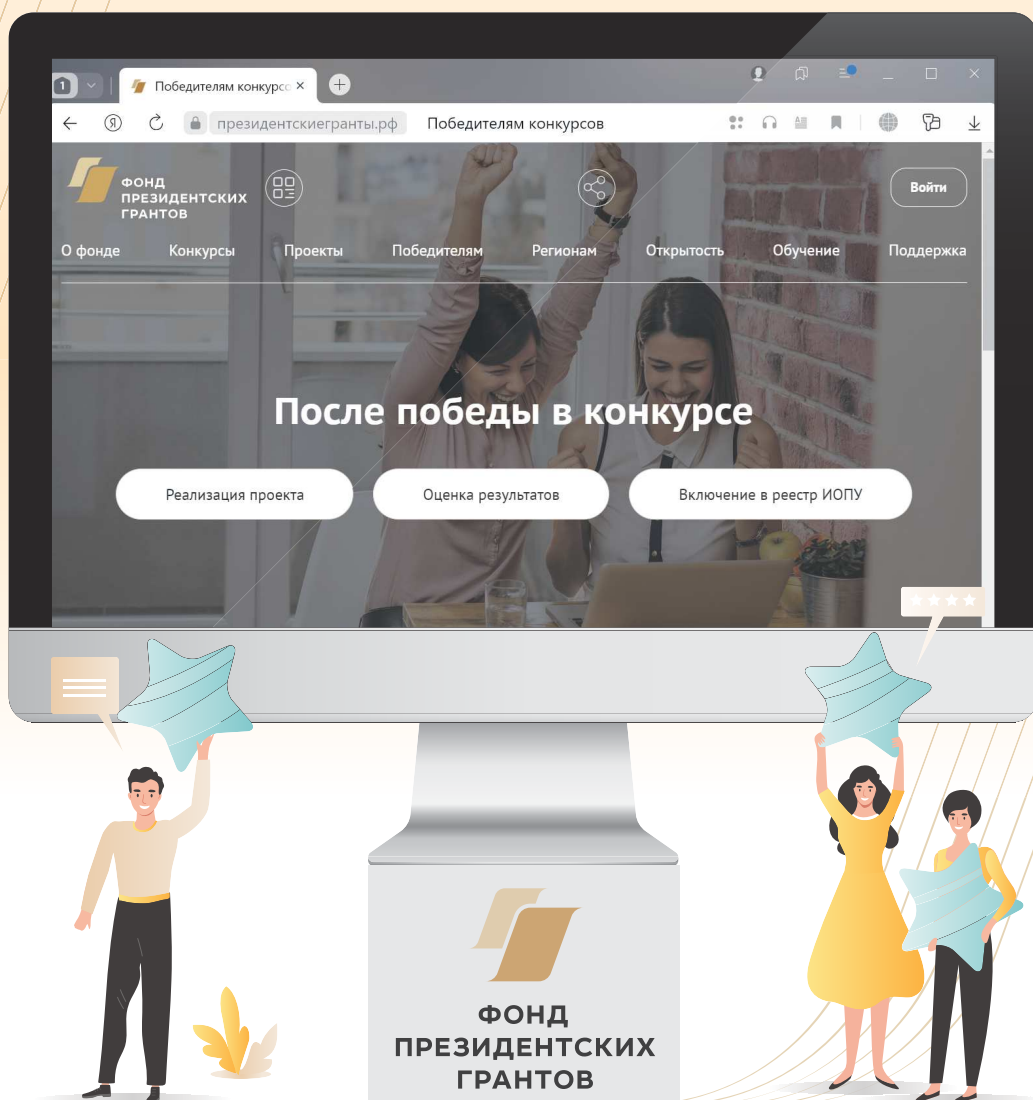 1
Победителям конкурсо
президентскиегранты.рф Победителям конкурсов
ФОНД
ПРЕЗИДЕНТСКИХ
ГРАНТОВ
Войти
О фонде Конкурсы Проекты Победителям Регионам Открытость Обучение Поддержка
После победы в конкурсе
Реализация проекта Оценка результатов Включение в реестр ИОПУ
ФОНД
ПРЕЗИДЕНТСКИХ
ГРАНТОВ